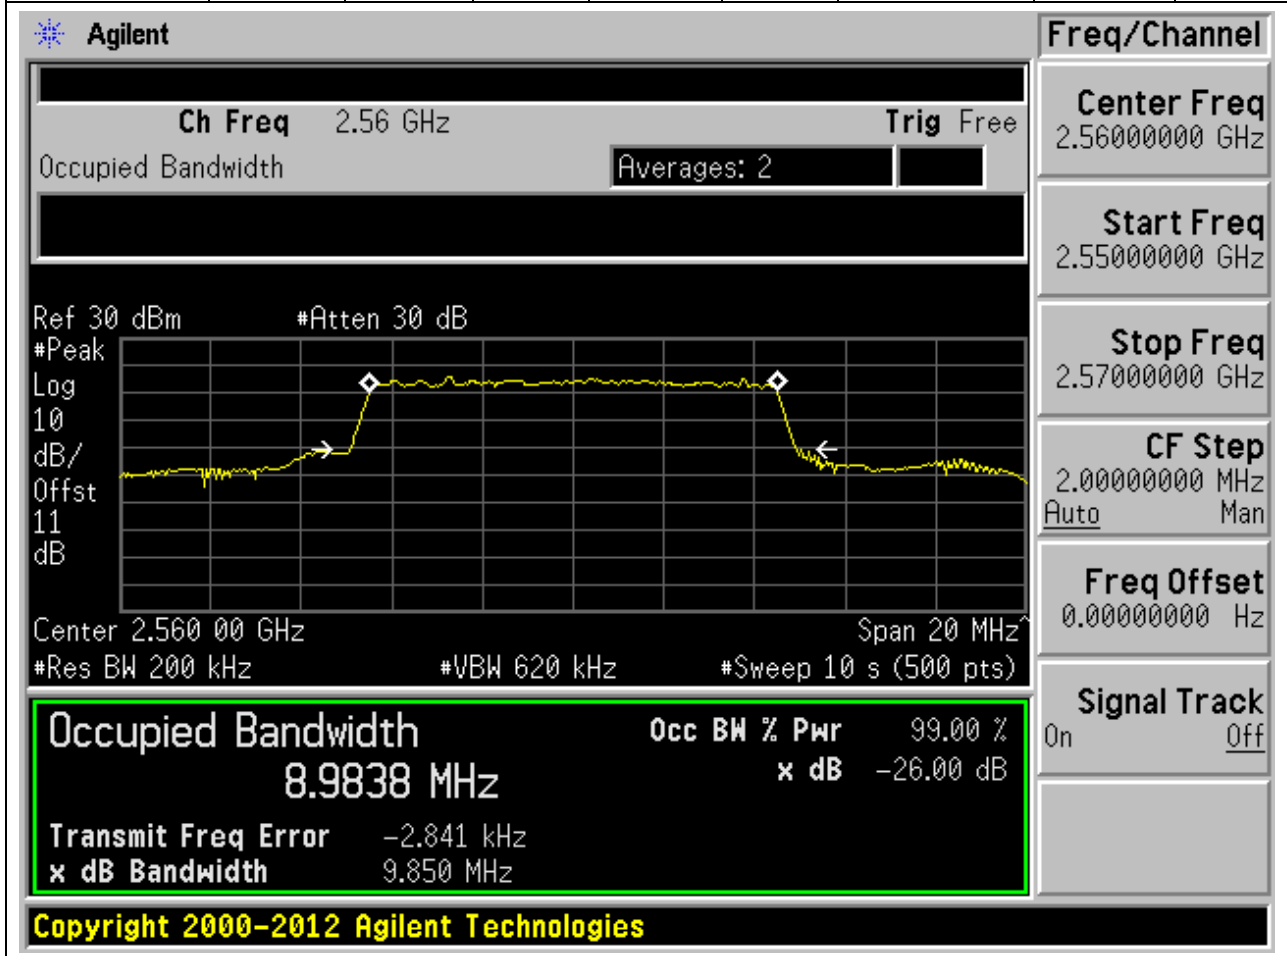 Agilent
Freq/Channel
Ch Freq 2.56 GHz Trig Free
Occupied Bandwidth Averages: 2
Center Freq
2.56000000 GHz
Start Freq
2.55000000 GHz
Stop Freq
2.57000000 GHz
CF Step
2.00000000 MHz
Auto Man
Freq Offset
0.00000000 Hz
Signal Track
On Off
Ref 30 dBm #Atten 30 dB
#Peak
Log
10
dB/
Offst
11
dB
Center 2.560 00 GHz Span 20 MHz^
#Res BW 200 kHz #VBW 620 kHz #Sweep 10 s (500 pts)
Occupied Bandwidth Occ BW % Pwr 99.00 %
8.9838 MHz x dB -26.00 dB
Transmit Freq Error -2.841 kHz
x dB Bandwidth 9.850 MHz
Copyright 2000-2012 Agilent Technologies